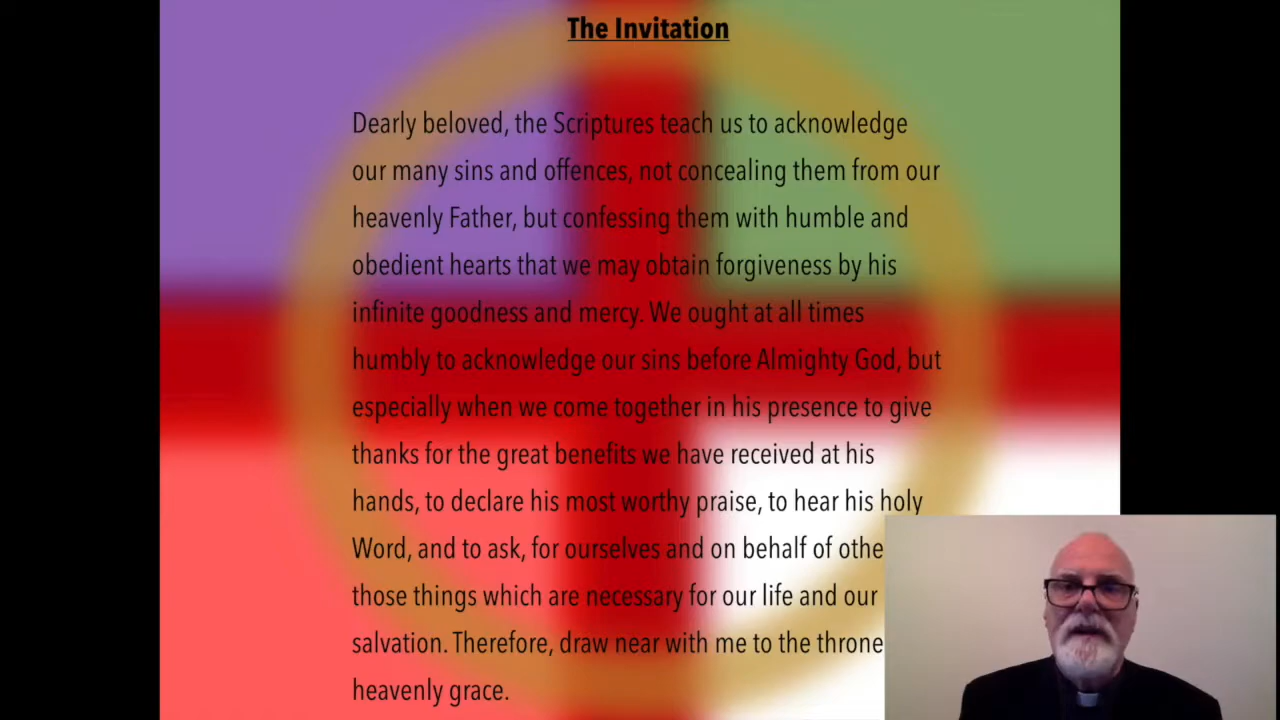 The Invitation
Dearly beloved, the Scriptures teach us to acknowledge
our many sins and offences, not concealing them from our
heavenly Father, but confessing them with humble and
obedient hearts that we may obtain forgiveness by his
infinite goodness and mercy. We ought at all times
humbly to acknowledge our sins before Almighty God, but
especially when we come together in his presence to give
thanks for the great benefits we have received at his
hands, to declare his most worthy praise, to hear his holy
Word, and to ask, for ourselves and on behalf of
those things which are necessary for our life and our
salvation. Therefore, draw near with me to the throne
heavenly grace.